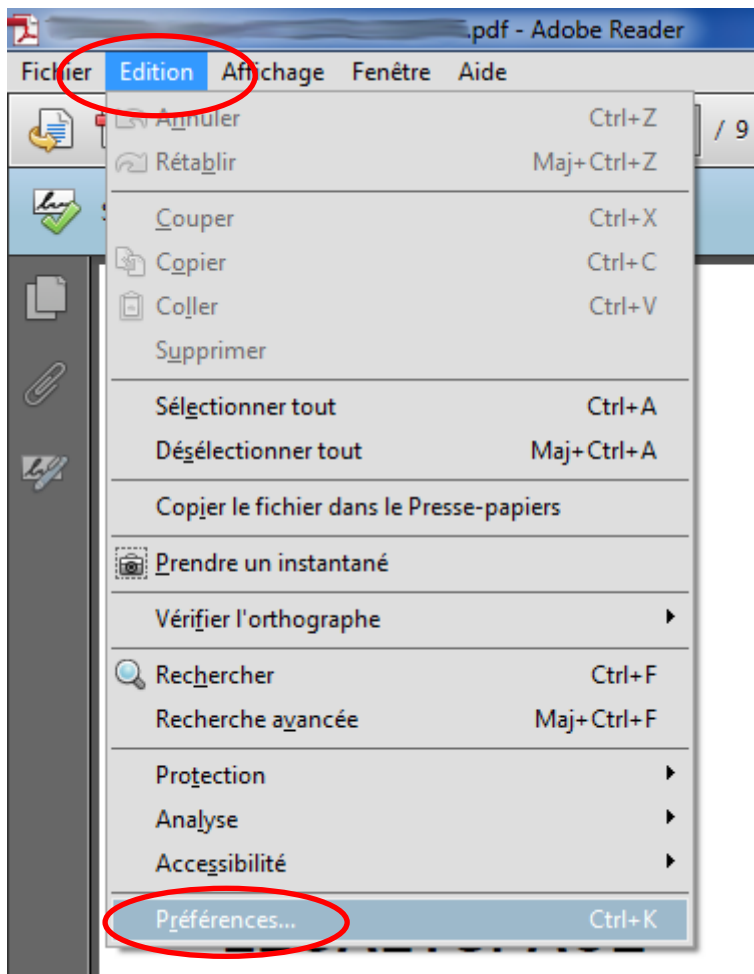 .pdf - Adobe Reader
Fichier Edition Affichage Fenêtre Aide
Annuler Ctrl+Z
/ 9
Rétablir Maj+Ctrl+Z
Couper Ctrl+X
Copier Ctrl+C
Coller Ctrl+V
Supprimer
Sélectionner tout Ctrl+A
Désélectionner tout Maj+Ctrl+A
Copier le fichier dans le Presse-papiers
Prendre un instantané
Vérifier l'orthographe
Rechercher Ctrl+F
Recherche avancée Maj+Ctrl+F
Protection
Analyse
Accessibilité
Préférences... Ctrl+K